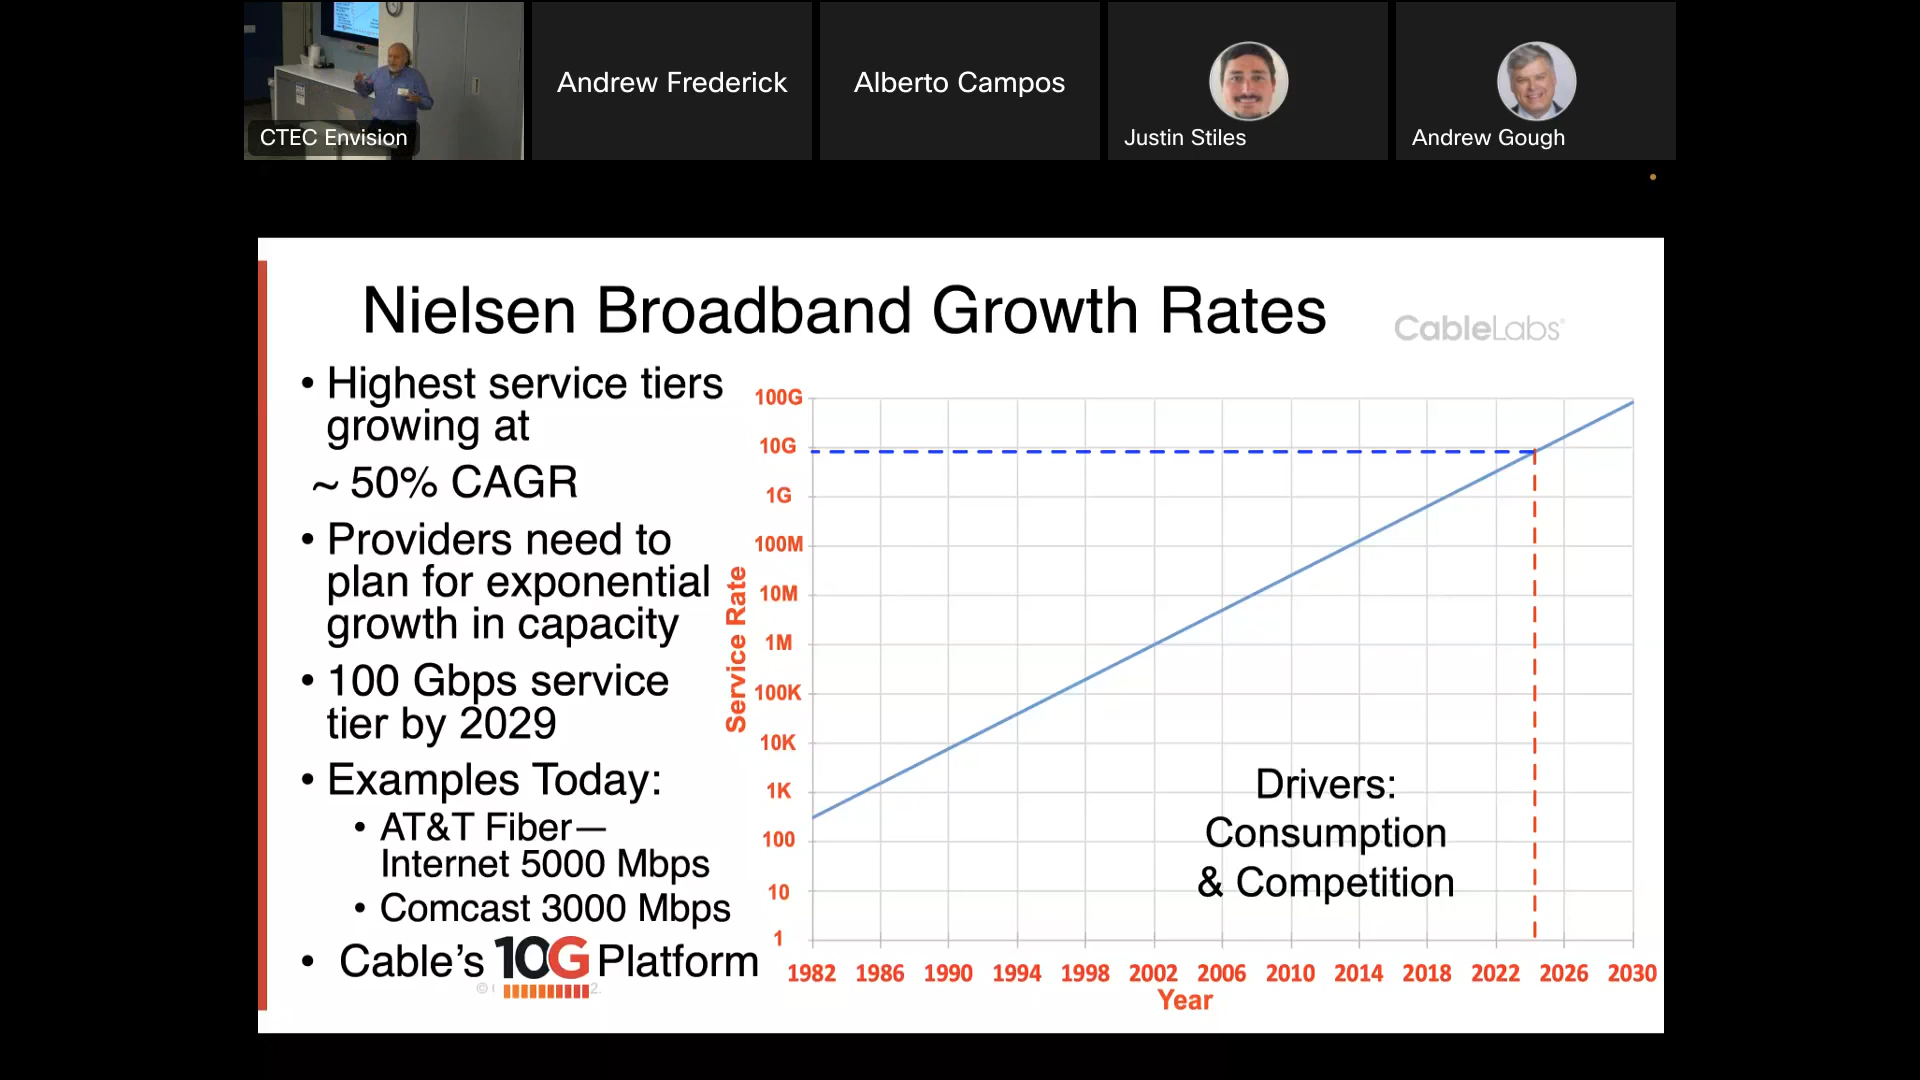 CTEC Envision
Andrew Frederick
Alberto Campos
Justin Stiles
Andrew Gough
Nielsen Broadband Growth Rates
CableLabs®
• Highest service tiers
growing at
~ 50% CAGR
• Providers need to
plan for exponential
growth in capacity
• 100 Gbps service
tier by 2029
• Examples Today:
• AT&T Fiber—
Internet 5000 Mbps
• Comcast 3000 Mbps
• Cable’s 10G Platform
Service Rate
100G
10G
1G
100M
10M
1M
100K
10K
1K
100
10
1
Drivers:
Consumption
& Competition
1982 1986 1990 1994 1998 2002 2006 2010 2014 2018 2022 2026 2030
Year